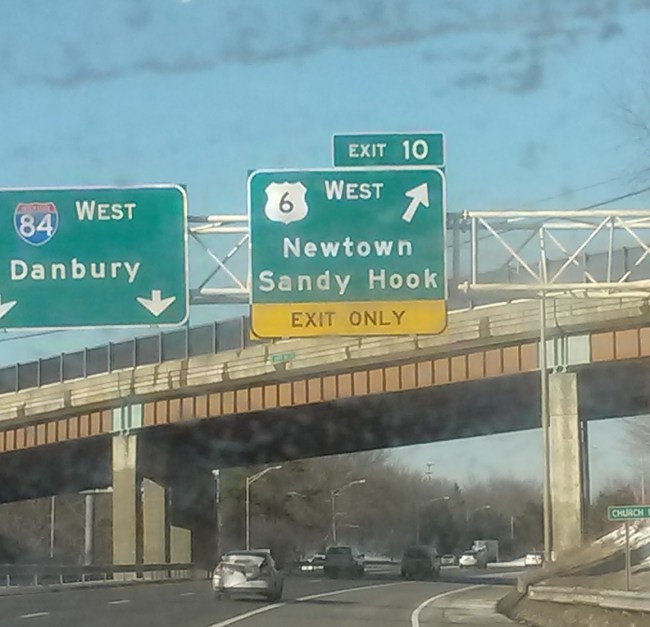 84 WEST
Danbury
EXIT 10
6 WEST
Newtown
Sandy Hook
EXIT ONLY
CHURCH